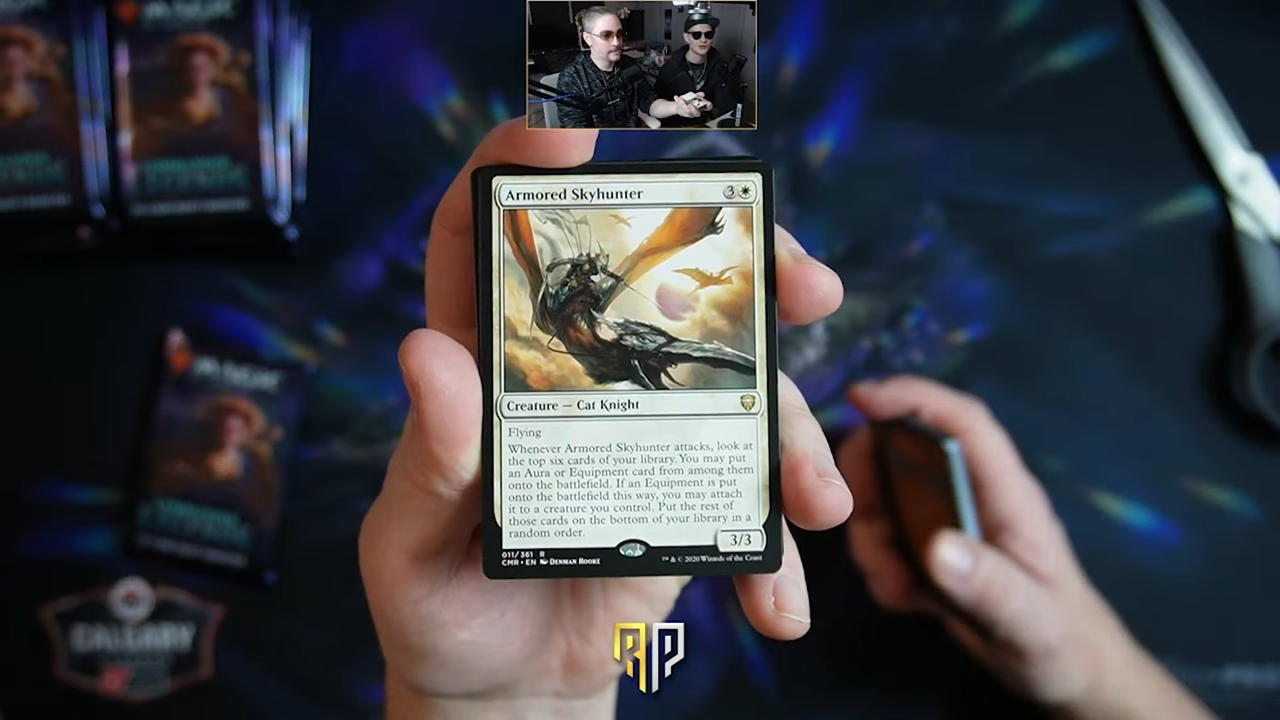 Armored Skyhunter
3
Creature — Cat Knight
Flying
Whenever Armored Skyhunter attacks, look at
the top six cards of your library. You may put
an Aura or Equipment card from among them
onto the battlefield. If an Equipment is put
onto the battlefield this way, you may attach
it to a creature you control. Put the rest of
those cards on the bottom of your library in a
random order.
3/3
011/361 R
CMR • EN DENMAN ROOKE
™ & © 2020 Wizards of the Coast
MAGIC
MAGIC
CALGARY
RP